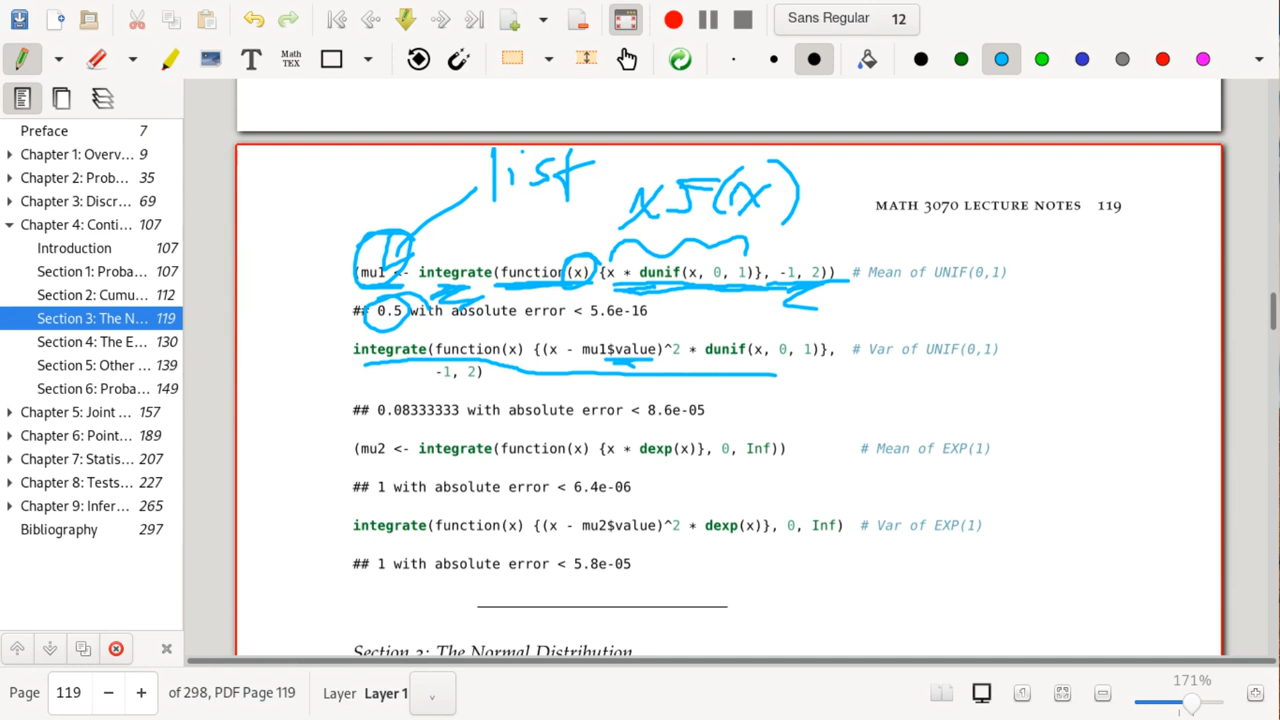 Sans Regular 12
Math
TEX
Preface 7
Chapter 1: Overv... 9
Chapter 2: Prob... 35
Chapter 3: Discr... 69
Chapter 4: Conti... 107
Introduction 107
Section 1: Proba... 107
Section 2: Cumu... 112
Section 3: The N... 119
Section 4: The E... 130
Section 5: Other ... 139
Section 6: Proba... 149
Chapter 5: Joint ... 157
Chapter 6: Point... 189
Chapter 7: Statis... 207
Chapter 8: Tests... 227
Chapter 9: Infer... 265
Bibliography 297
list
x f(x)
MATH 3070 LECTURE NOTES 119
(mu1 <- integrate(function(x) {x * dunif(x, 0, 1)}, -1, 2)) # Mean of UNIF(0,1)
## 0.5 with absolute error < 5.6e-16
integrate(function(x) {(x - mu1$value)^2 * dunif(x, 0, 1)}, # Var of UNIF(0,1)
-1, 2)
## 0.08333333 with absolute error < 8.6e-05
(mu2 <- integrate(function(x) {x * dexp(x)}, 0, Inf)) # Mean of EXP(1)
## 1 with absolute error < 6.4e-06
integrate(function(x) {(x - mu2$value)^2 * dexp(x)}, 0, Inf) # Var of EXP(1)
## 1 with absolute error < 5.8e-05
Section 3: The Normal Distribution
Page 119 of 298, PDF Page 119 Layer Layer 1 171%